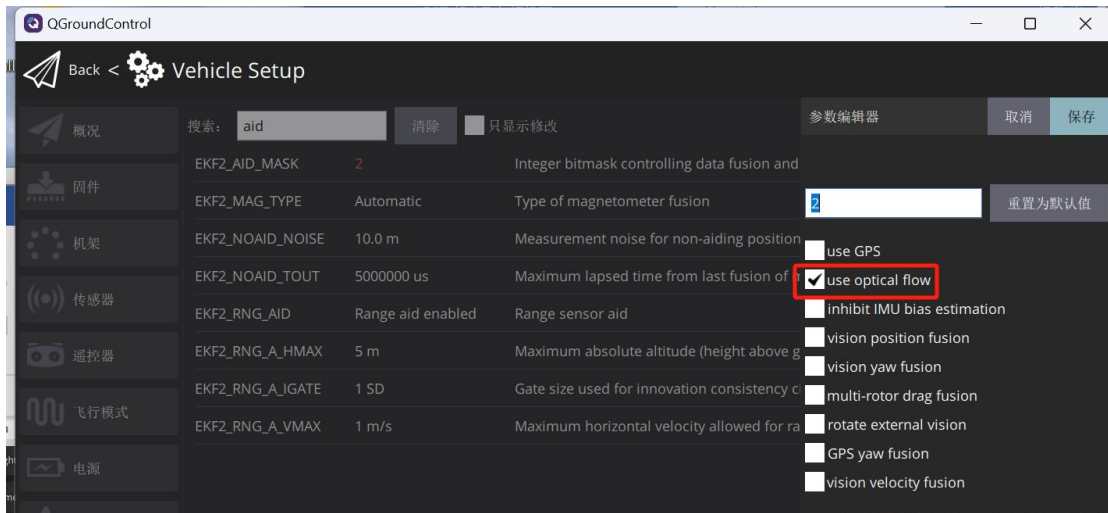 QGroundControl
Back < Vehicle Setup
概况
固件
机架
传感器
遥控器
飞行模式
电源
搜索： aid 清除 只显示修改
EKF2_AID_MASK 2 Integer bitmask controlling data fusion and
EKF2_MAG_TYPE Automatic Type of magnetometer fusion
EKF2_NOAID_NOISE 10.0 m Measurement noise for non-aiding position
EKF2_NOAID_TOUT 5000000 us Maximum lapsed time from last fusion of
EKF2_RNG_AID Range aid enabled Range sensor aid
EKF2_RNG_A_HMAX 5 m Maximum absolute altitude (height above g
EKF2_RNG_A_IGATE 1 SD Gate size used for innovation consistency c
EKF2_RNG_A_VMAX 1 m/s Maximum horizontal velocity allowed for ra
参数编辑器 取消 保存
2 重置为默认值
use GPS
use optical flow
inhibit IMU bias estimation
vision position fusion
vision yaw fusion
multi-rotor drag fusion
rotate external vision
GPS yaw fusion
vision velocity fusion